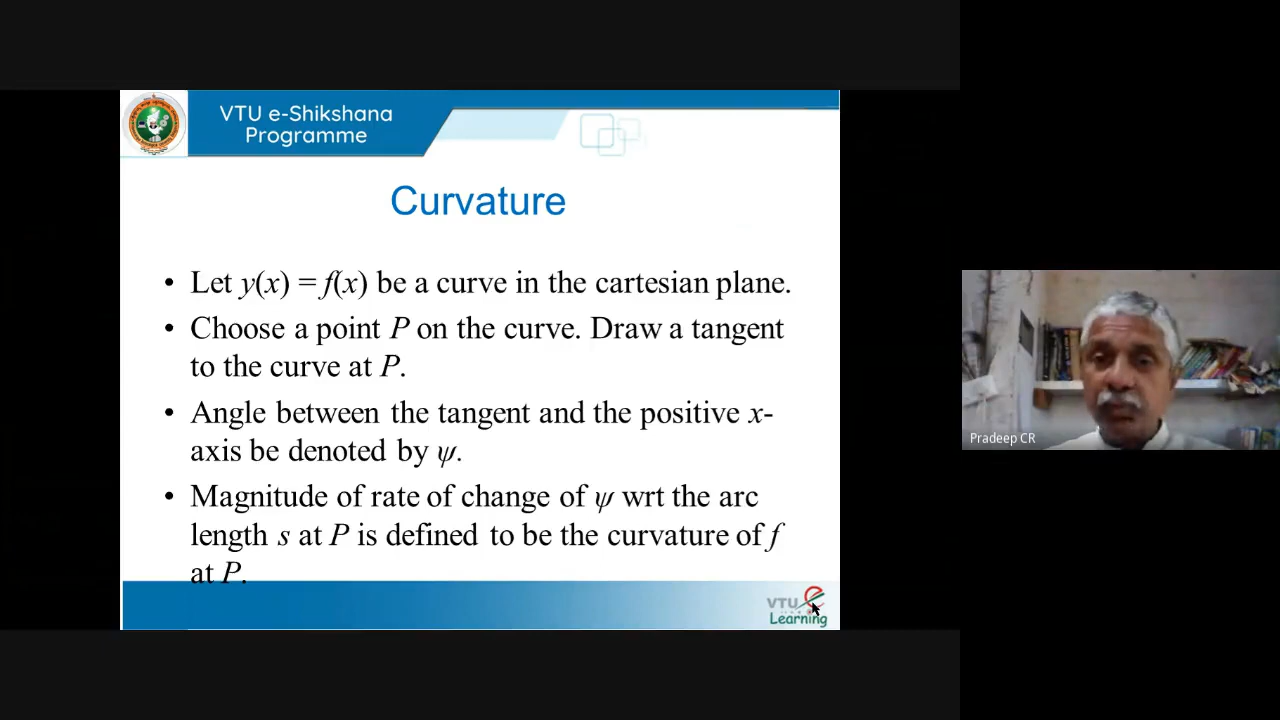 VTU e-Shikshana
Programme
Curvature
• Let y(x) = f(x) be a curve in the cartesian plane.
• Choose a point P on the curve. Draw a tangent
to the curve at P.
• Angle between the tangent and the positive x-
axis be denoted by ψ.
• Magnitude of rate of change of ψ wrt the arc
length s at P is defined to be the curvature of f
at P.
Pradeep CR
VTU e
Learning